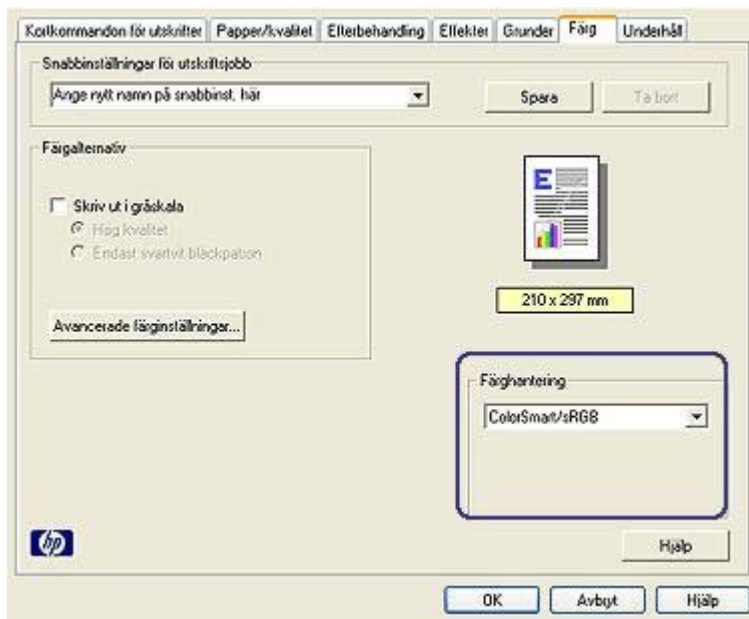 Kortkommandon för utskrifter Papper/kvalitet Efterbehandling Effekter Grunder Färg Underhåll
Snabbinställningar för utskriftsjobb
Ange nytt namn på snabbinst. här Spara Ta bort
Färgalternativ
Skriv ut i gråskala
Hög kvalitet
Endast svartvit bläckpatron
Avancerade färginställningar...
E
210 x 297 mm
Färghantering
ColorSmart/sRGB
hp
Hjälp
OK Avbryt Hjälp